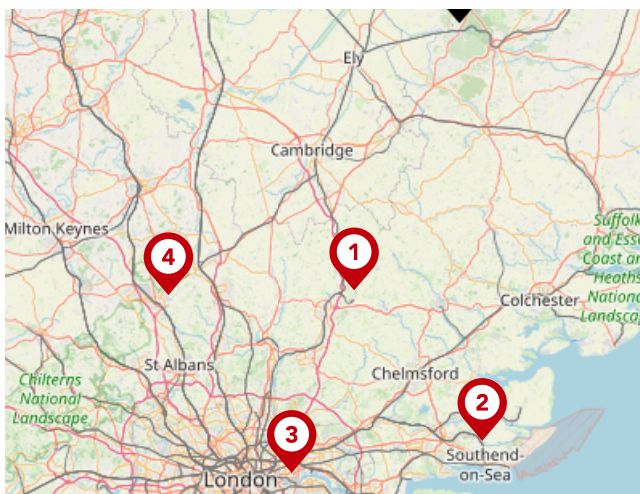 Ely
Cambridge
Milton Keynes
Suffolk
and Esse
Coast an
Heaths
National
Landscap
1
4
Colchester
St Albans
Chelmsford
Chilterns
National
Landscape
2
3
Southend-
on-Sea
London